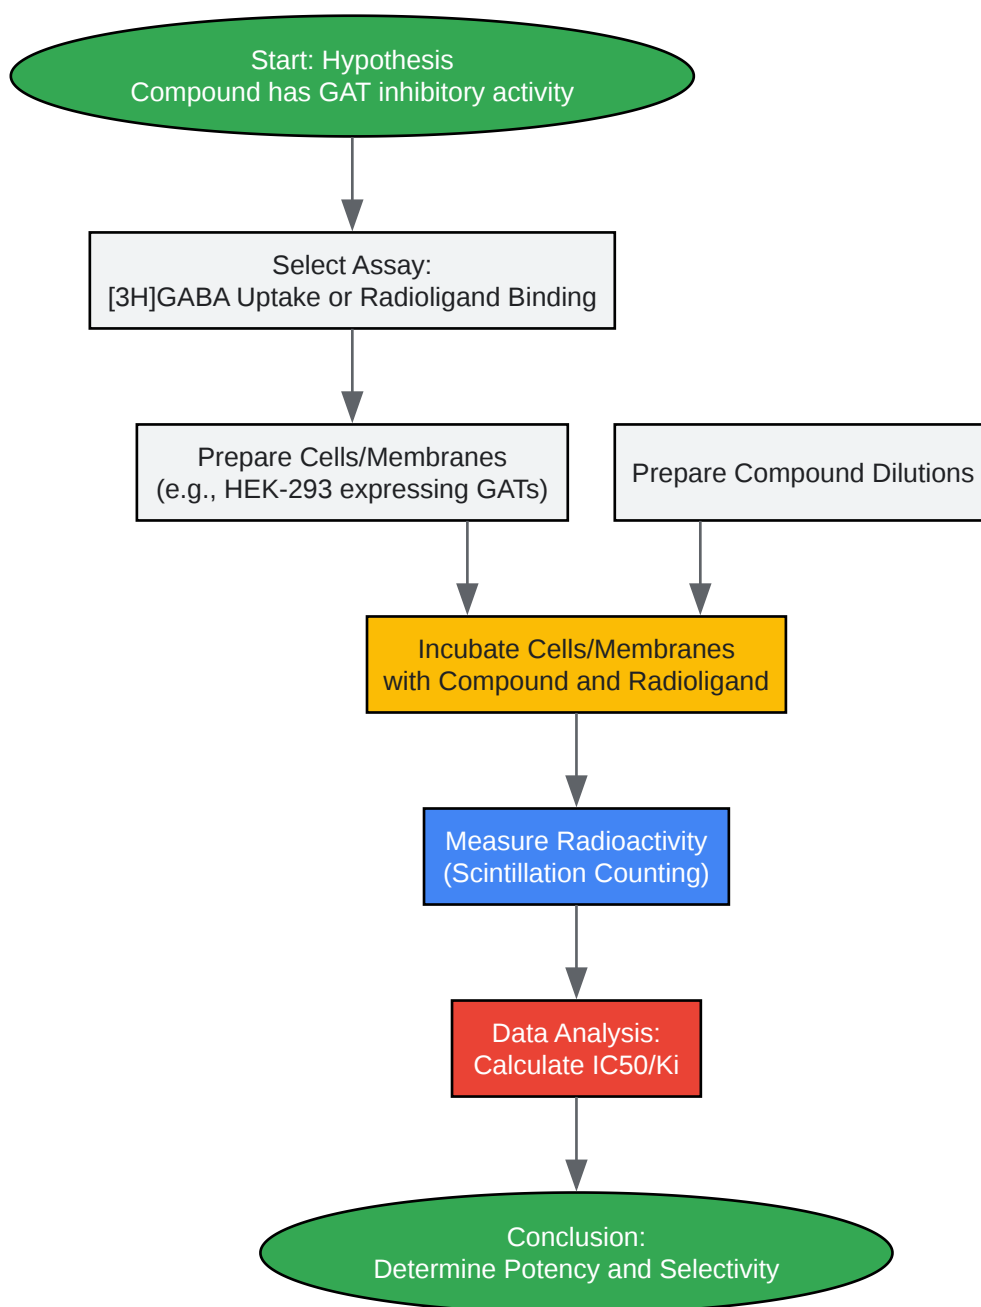 Start: Hypothesis
Compound has GAT inhibitory activity
Select Assay:
[3H]GABA Uptake or Radioligand Binding
Prepare Cells/Membranes
(e.g., HEK-293 expressing GATs)
Prepare Compound Dilutions
Incubate Cells/Membranes
with Compound and Radioligand
Measure Radioactivity
(Scintillation Counting)
Data Analysis:
Calculate IC50/Ki
Conclusion:
Determine Potency and Selectivity